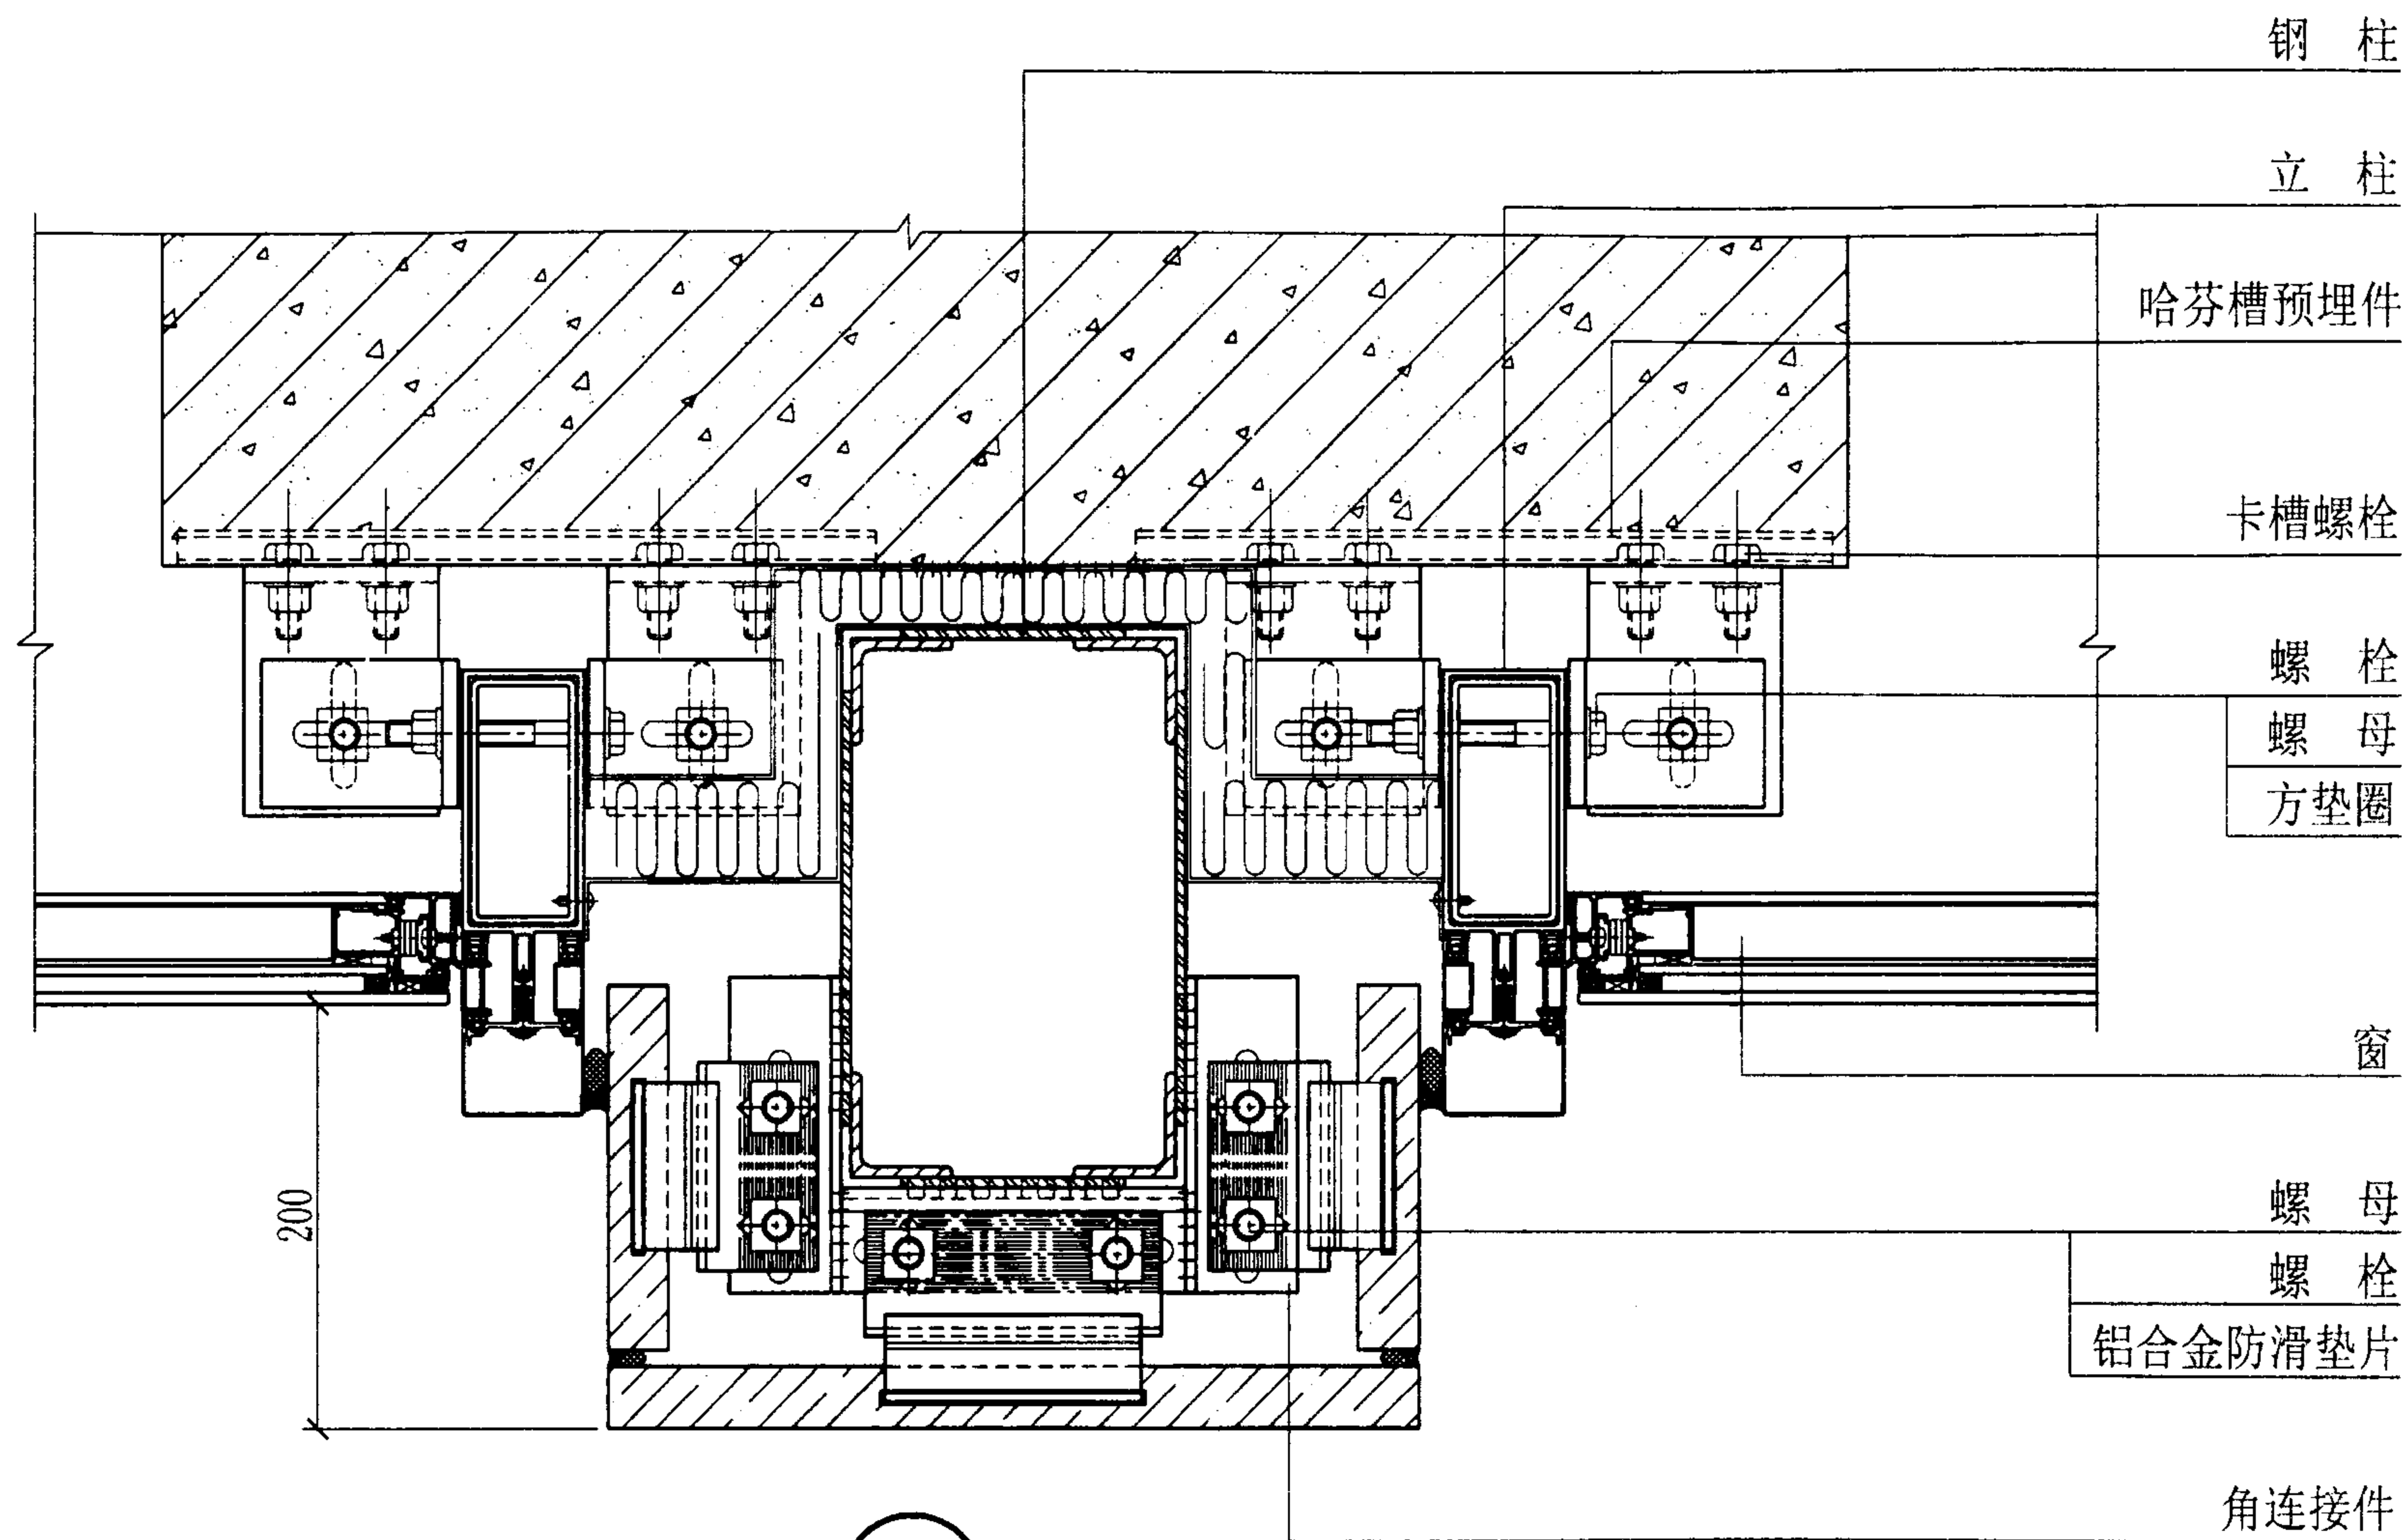 钢 柱
立 柱
哈芬槽预埋件
卡槽螺栓
螺 栓
螺 母
方垫圈
窗
200
螺 母
螺 栓
铝合金防滑垫片
角连接件